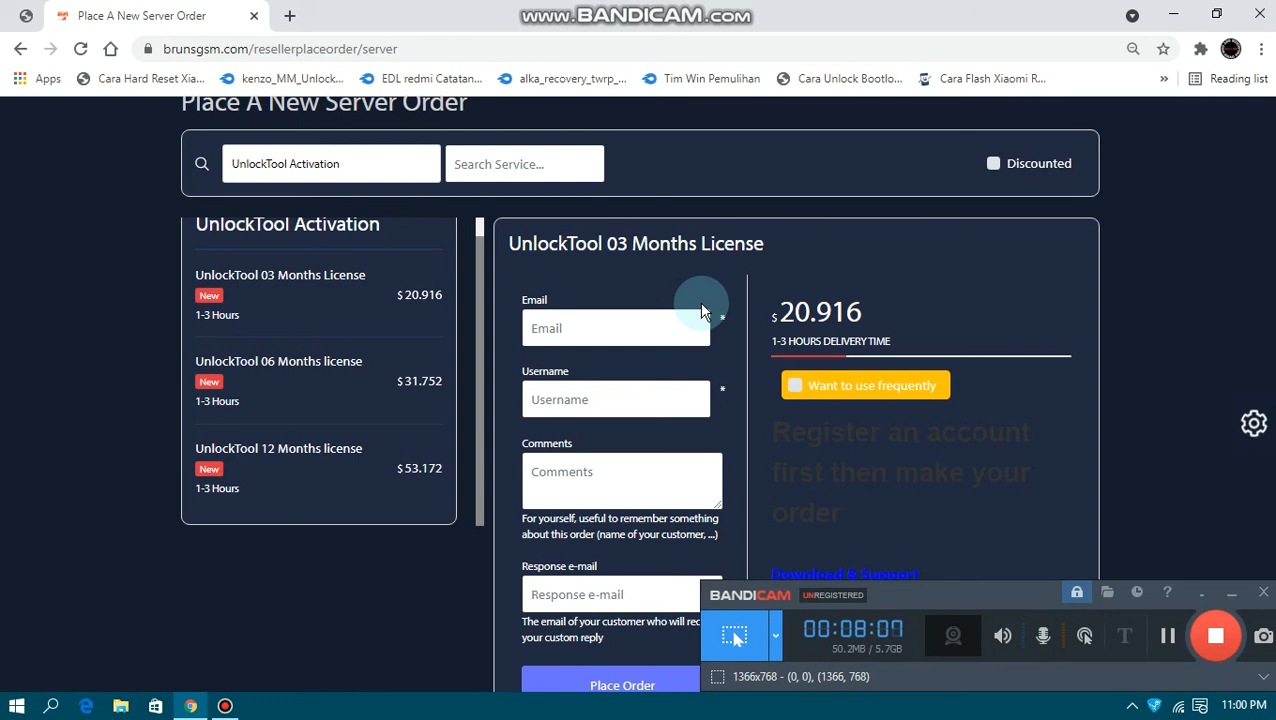 Place A New Server Order
www.BANDICAM.com
brunsgsm.com/resellerplaceorder/server
Apps
Cara Hard Reset Xia...
kenzo_MM_Unlock...
EDL redmi Catatan...
alka_recovery_twrp_...
Tim Win Pemulihan
Cara Unlock Bootlo...
Cara Flash Xiaomi R...
»
Reading list
Place A New Server Order
UnlockTool Activation
Search Service...
Discounted
UnlockTool Activation
UnlockTool 03 Months License
New
$ 20.916
1-3 Hours
UnlockTool 06 Months license
New
$ 31.752
1-3 Hours
UnlockTool 12 Months license
New
$ 53.172
1-3 Hours
UnlockTool 03 Months License
Email
Email
*
Username
Username
*
Comments
Comments
For yourself, useful to remember something
about this order (name of your customer, ...)
Response e-mail
Response e-mail
The email of your customer who will rec
your custom reply
Place Order
$ 20.916
1-3 HOURS DELIVERY TIME
Want to use frequently
Register an account
first then make your
order
Download & Support
BANDICAM
UNREGISTERED
00:08:07
50.2MB / 5.7GB
1366x768 - (0, 0), (1366, 768)
11:00 PM